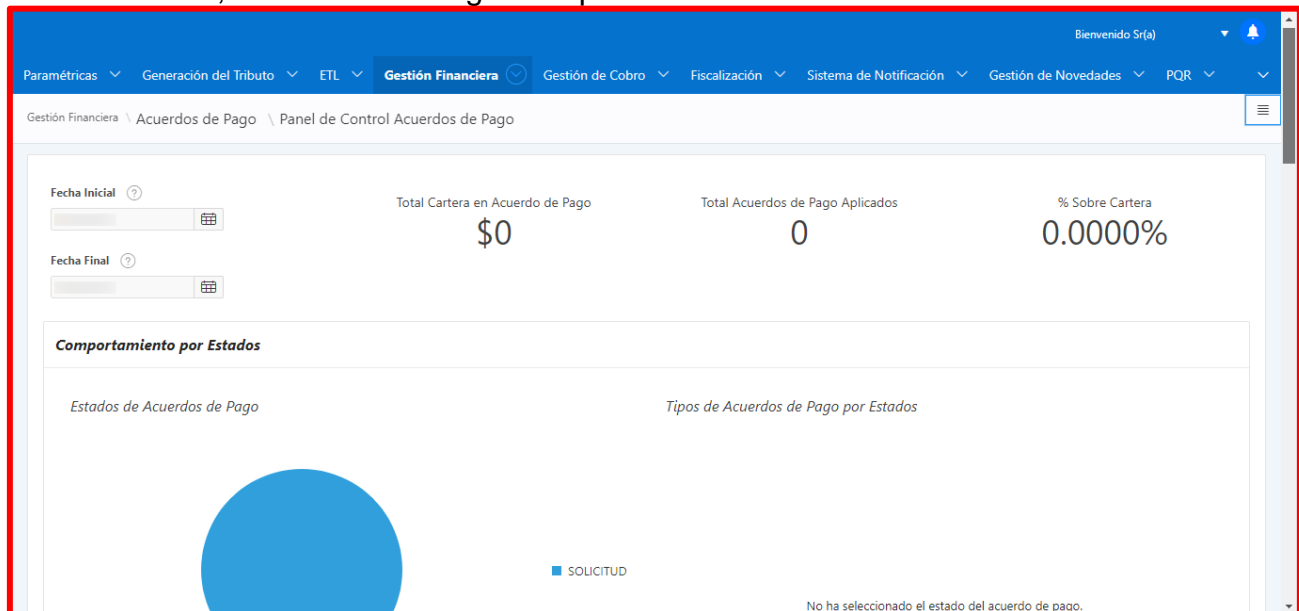 Bienvenido Sr(a)
Paramétricas Generación del Tributo ETL Gestión Financiera Gestión de Cobro Fiscalización Sistema de Notificación Gestión de Novedades PQR
Gestión Financiera \ Acuerdos de Pago \ Panel de Control Acuerdos de Pago
Fecha Inicial ?
Total Cartera en Acuerdo de Pago
$0
Total Acuerdos de Pago Aplicados
0
% Sobre Cartera
0.0000%
Fecha Final ?
Comportamiento por Estados
Estados de Acuerdos de Pago
Tipos de Acuerdos de Pago por Estados
SOLICITUD
No ha seleccionado el estado del acuerdo de pago.